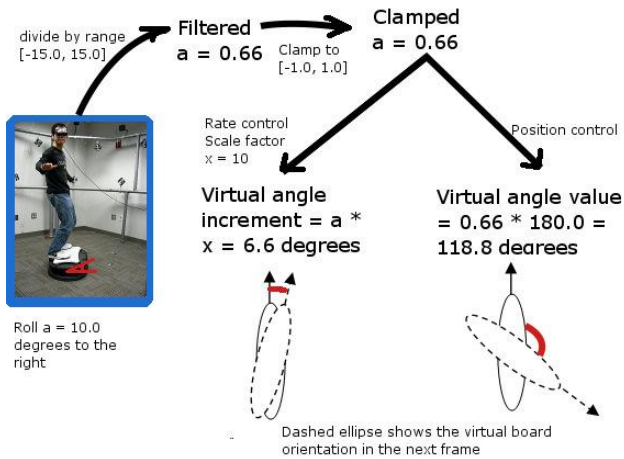 divide by range
[-15.0, 15.0]
Filtered
a = 0.66
Clamp to
[-1.0, 1.0]
Clamped
a = 0.66
Rate control
Scale factor
x = 10
Position control
Virtual angle
increment = a *
x = 6.6 degrees
Virtual angle value
= 0.66 * 180.0 =
118.8 degrees
Roll a = 10.0
degrees to the
right
Dashed ellipse shows the virtual board
orientation in the next frame